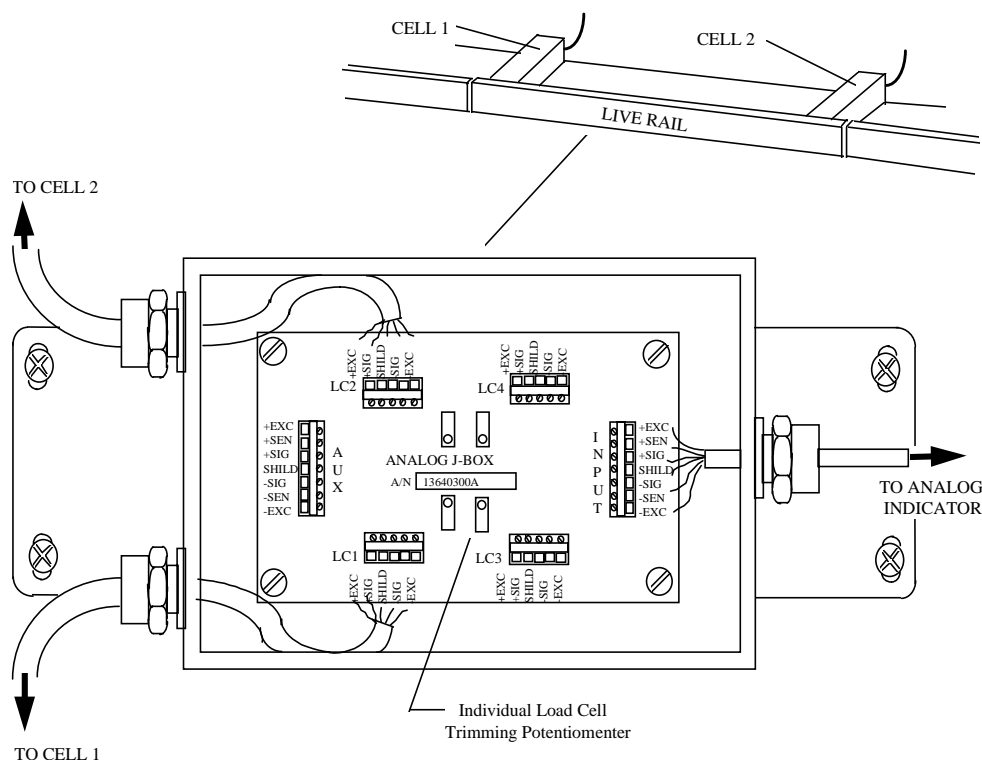 CELL 1
CELL 2
LIVE RAIL
TO CELL 2
+EXC
+SIG
SHILD
SIG
-EXC
LC2
+EXC
+SIG
SHILD
SIG
EXC
LC4
+EXC
+SEN
+SIG
SHILD
-SIG
-SEN
-EXC
AUX
ANALOG J-BOX
A/N 13640300A
INPUT
+EXC
+SEN
+SIG
SHILD
-SIG
-SEN
-EXC
TO ANALOG
INDICATOR
LC1
+EXC
+SIG
SHILD
SIG
-EXC
LC3
+EXC
+SIG
SHILD
-SIG
-EXC
Individual Load Cell
Trimming Potentiomenter
TO CELL 1